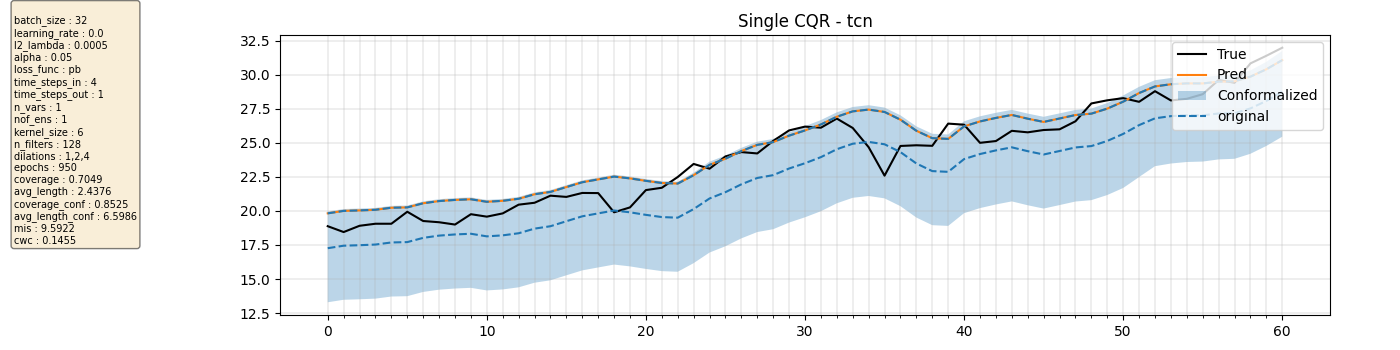 batch_size : 32
learning_rate : 0.0
l2_lambda : 0.0005
alpha : 0.05
loss_func : pb
time_steps_in : 4
time_steps_out : 1
n_vars : 1
nof_ens : 1
kernel_size : 6
n_filters : 128
dilations : 1,2,4
epochs : 950
coverage : 0.7049
avg_length : 2.4376
coverage_conf : 0.8525
avg_length_conf : 6.5986
mis : 9.5922
cwc : 0.1455
Single CQR - tcn
32.5
30.0
27.5
25.0
22.5
20.0
17.5
15.0
12.5
True
Pred
Conformalized
original
0 10 20 30 40 50 60